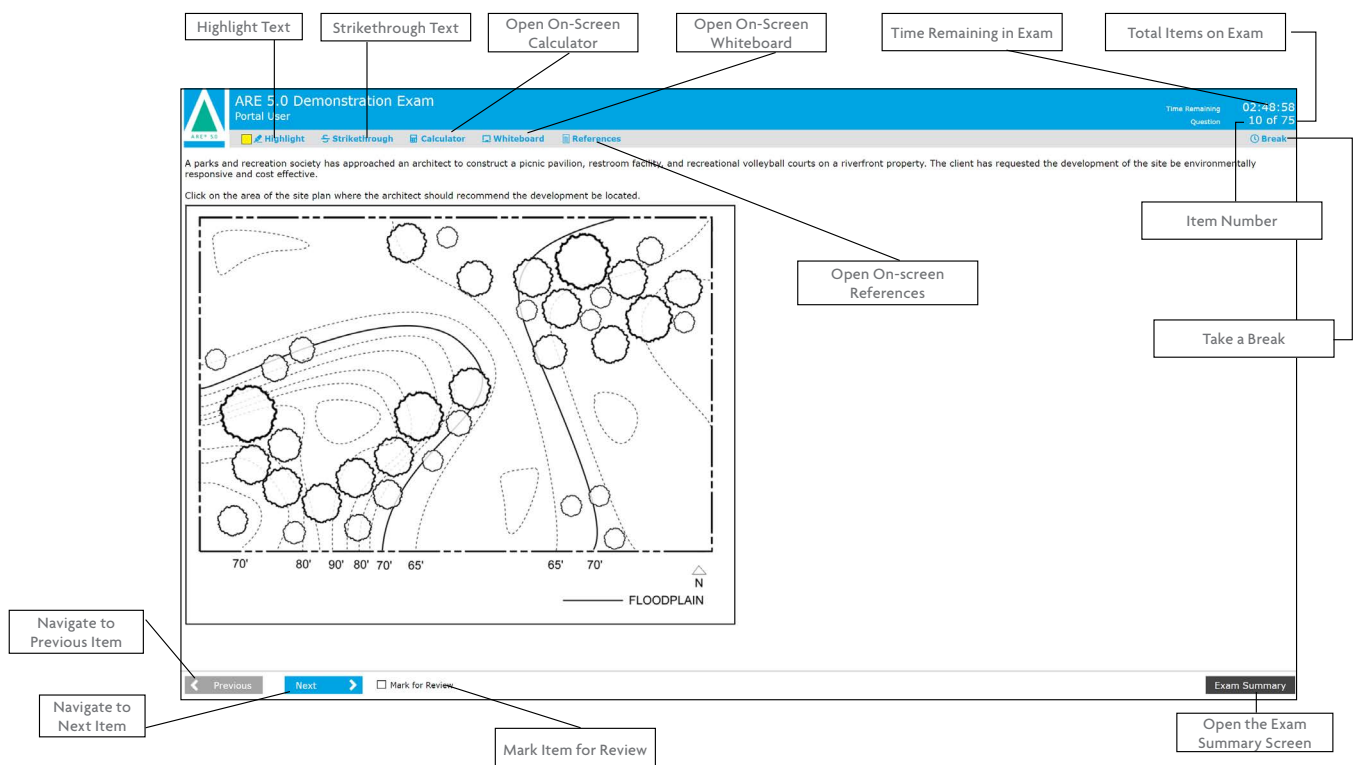 Highlight Text
Strikethrough Text
Open On-Screen
Calculator
Open On-Screen
Whiteboard
Time Remaining in Exam
Total Items on Exam
ARE 5.0 Demonstration Exam
Portal User
Time Remaining 02:48:58
Question 10 of 75
ARE® 5.0
Highlight Strikethrough Calculator Whiteboard References Break
A parks and recreation society has approached an architect to construct a picnic pavilion, restroom facility, and recreational volleyball courts on a riverfront property. The client has requested the development of the site be environmentally
responsive and cost effective.
Click on the area of the site plan where the architect should recommend the development be located.
Item Number
Open On-screen
References
Take a Break
70' 80' 90' 80' 70' 65' 65' 70'
N
FLOODPLAIN
Navigate to
Previous Item
Previous Next Mark for Review Exam Summary
Navigate to
Next Item
Mark Item for Review
Open the Exam
Summary Screen